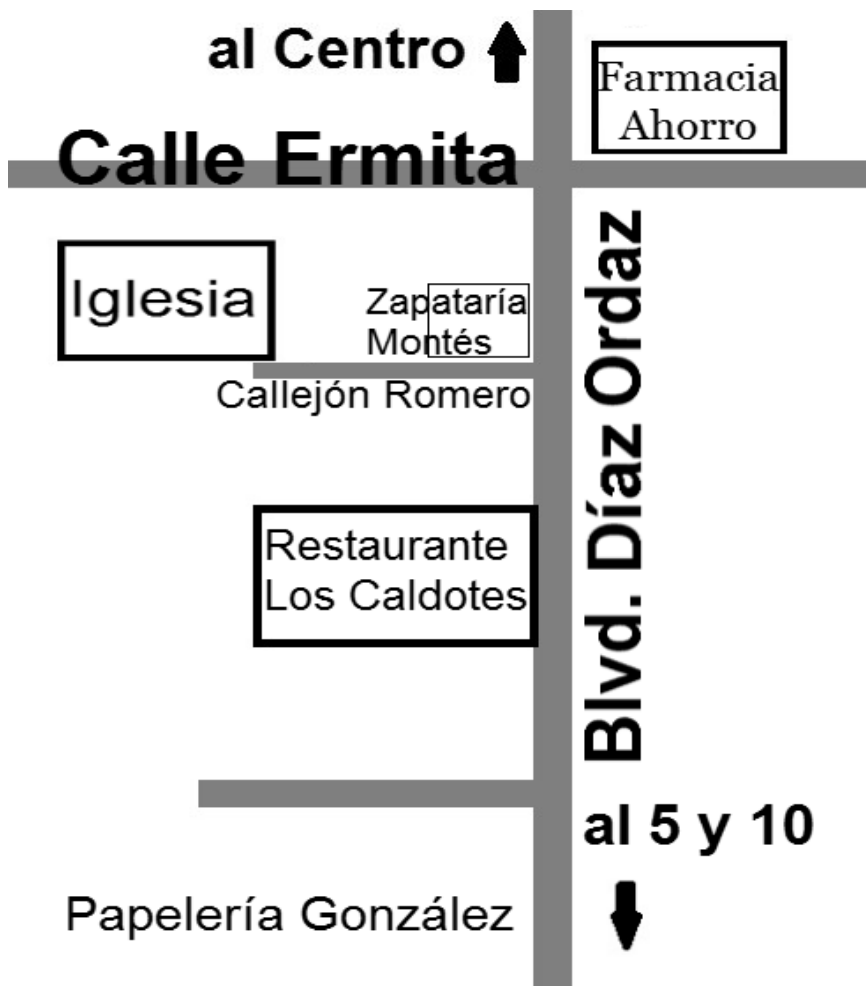 al Centro
Farmacia
Ahorro
Calle Ermita
Iglesia
Zapataría
Montés
Callejón Romero
Blvd. Díaz Ordaz
Restaurante
Los Caldotes
al 5 y 10
Papelería González